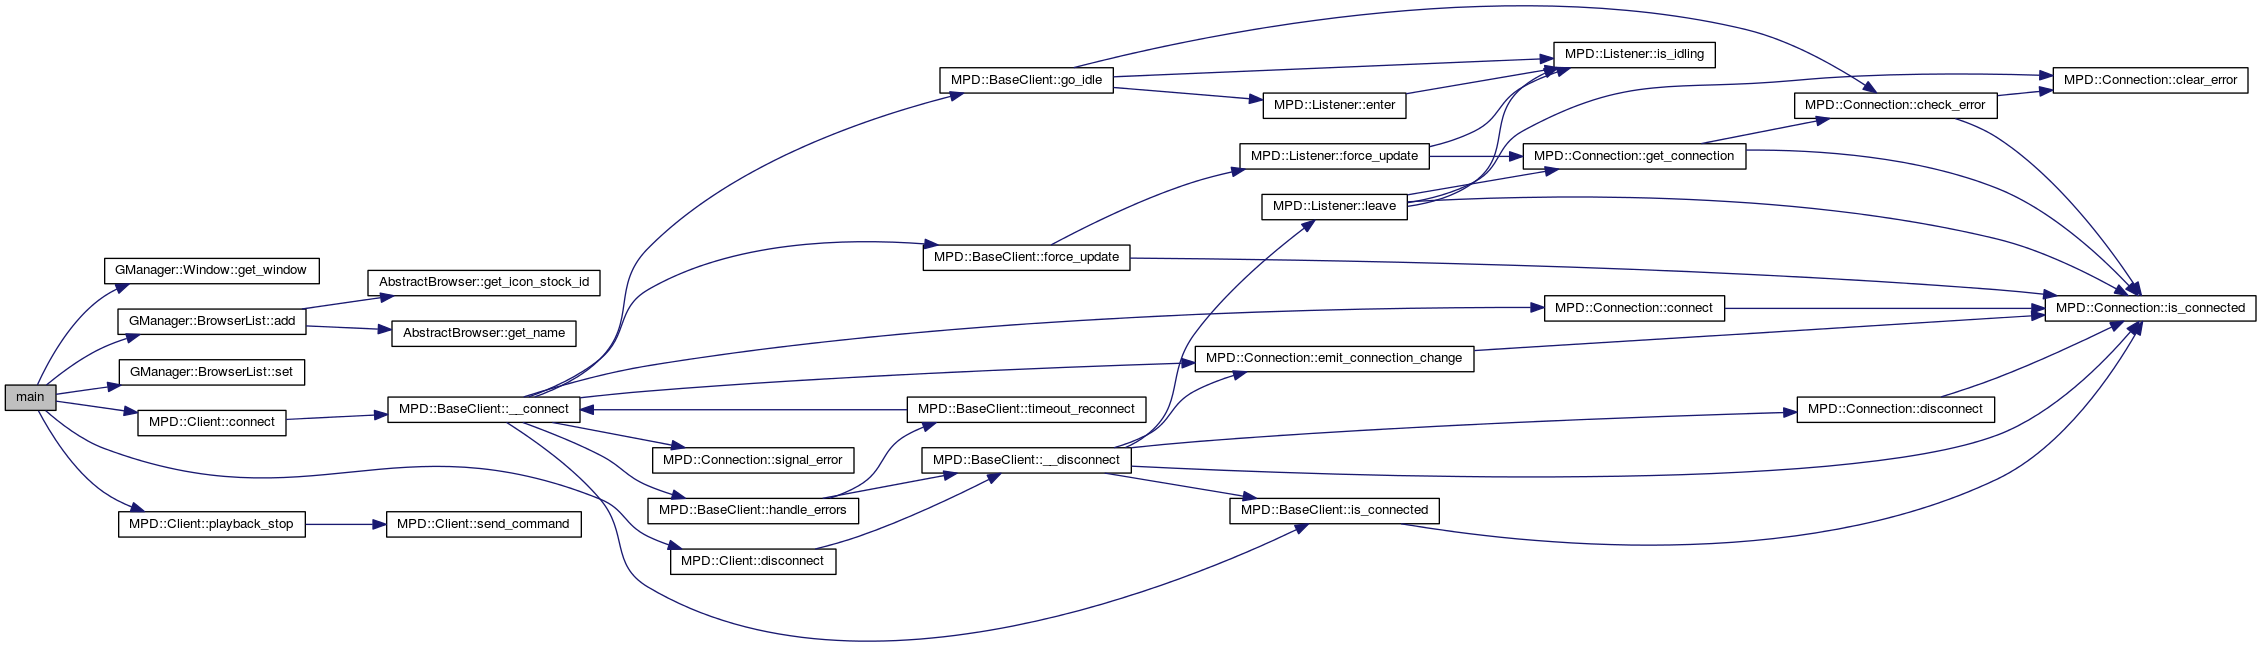 main
GManager::Window::get_window
GManager::BrowserList::add
GManager::BrowserList::set
MPD::Client::connect
MPD::Client::playback_stop
AbstractBrowser::get_icon_stock_id
AbstractBrowser::get_name
MPD::BaseClient::__connect
MPD::Client::send_command
MPD::Connection::signal_error
MPD::BaseClient::handle_errors
MPD::Client::disconnect
MPD::BaseClient::go_idle
MPD::BaseClient::force_update
MPD::BaseClient::timeout_reconnect
MPD::BaseClient::__disconnect
MPD::Listener::enter
MPD::Listener::force_update
MPD::Listener::leave
MPD::Connection::emit_connection_change
MPD::BaseClient::is_connected
MPD::Listener::is_idling
MPD::Connection::get_connection
MPD::Connection::connect
MPD::Connection::check_error
MPD::Connection::disconnect
MPD::Connection::clear_error
MPD::Connection::is_connected